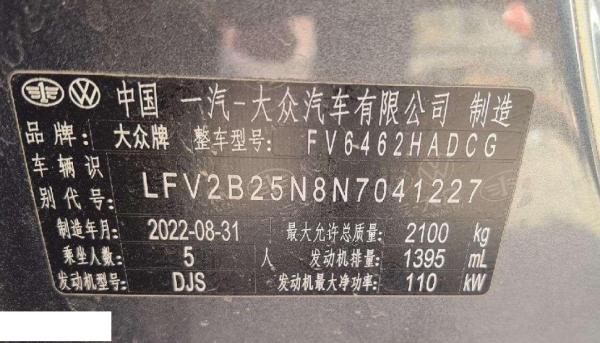 中国 一汽-大众汽车有限公司 制造
品牌: 大众牌 整车型号: FV6462HADCG
车辆识别代号: LFV2B25N8N7041227
制造年月: 2022-08-31 最大允许总质量: 2100 kg
乘坐人数: 5 人 发动机排量: 1395 mL
发动机型号: DJS 发动机最大净功率: 110 kW